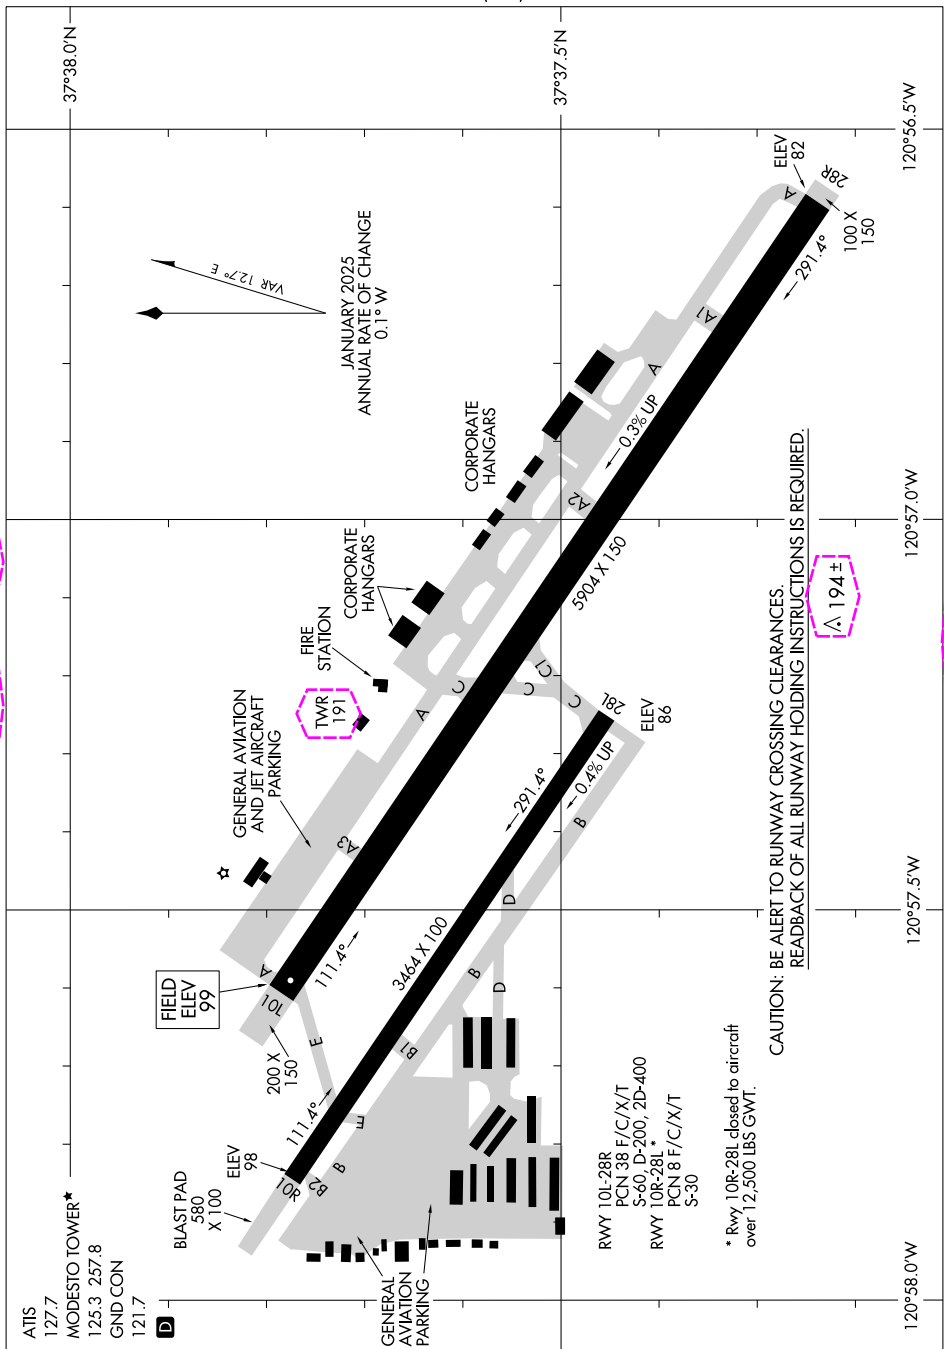 ATIS
127.7
MODESTO TOWER★
125.3 257.8
GND CON
121.7
D
37°38.0'N
37°37.5'N
120°56.5'W
120°57.0'W
120°57.5'W
120°58.0'W
VAR 12.7° E
JANUARY 2025
ANNUAL RATE OF CHANGE
0.1° W
ELEV
82
28R
A
100 X
150
291.4°
A1
A
0.3% UP
CORPORATE
HANGARS
A2
5904 X 150
CORPORATE
HANGARS
FIRE
STATION
TWR
191
GENERAL AVIATION
AND JET AIRCRAFT
PARKING
A
C
C1
C
C
28L
ELEV
86
0.4% UP
291.4°
B
A3
D
3464 X 100
B
D
A
FIELD
ELEV
99
10L
111.4°
200 X
150
E
B1
111.4°
E
ELEV
98
10R
B2
B
BLAST PAD
580
X 100
GENERAL
AVIATION
PARKING
RWY 10L-28R
PCN 38 F/C/X/T
S-60, D-200, 2D-400
RWY 10R-28L *
PCN 8 F/C/X/T
S-30
* Rwy 10R-28L closed to aircraft
over 12,500 LBS GWT.
CAUTION: BE ALERT TO RUNWAY CROSSING CLEARANCES.
READBACK OF ALL RUNWAY HOLDING INSTRUCTIONS IS REQUIRED.
194±